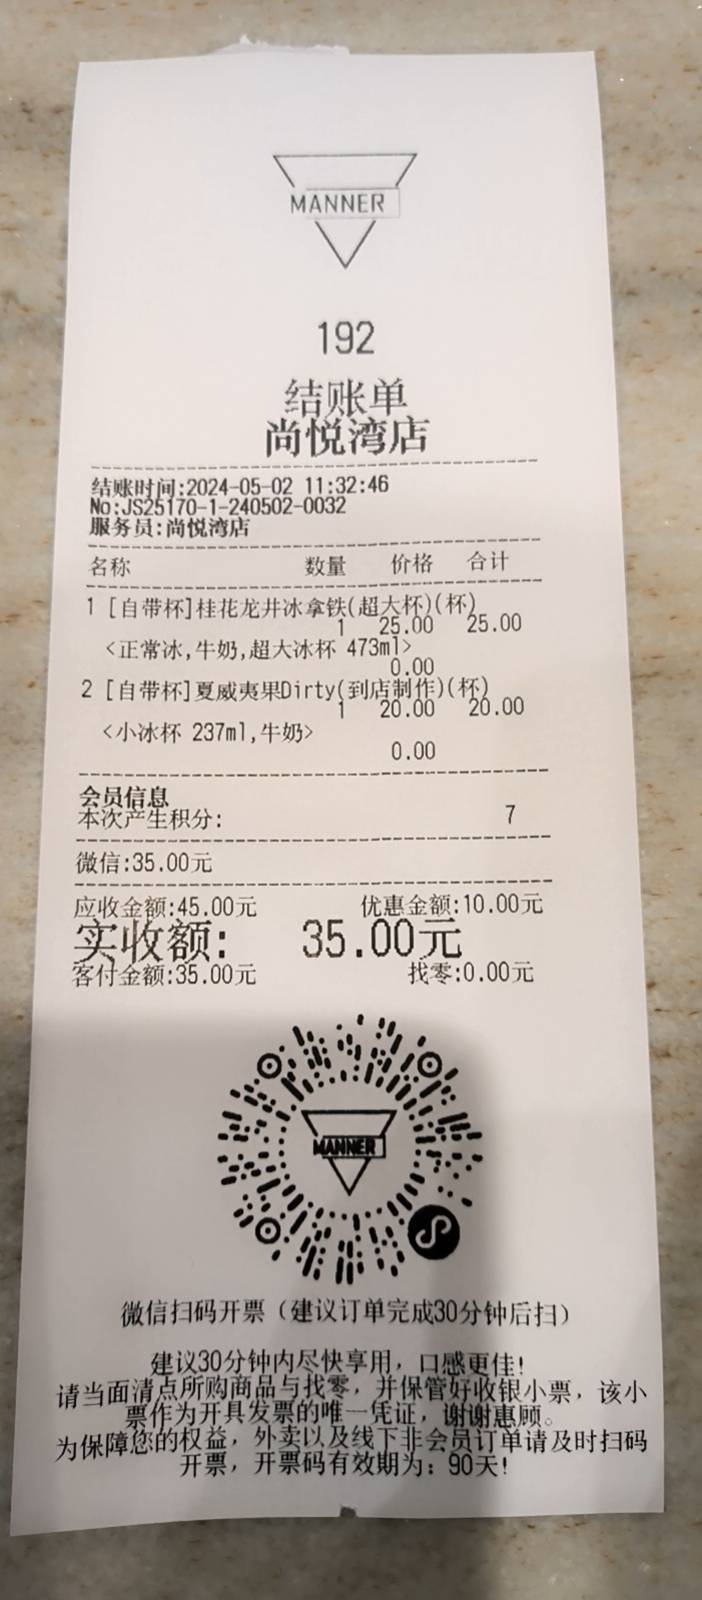 MANNER
192
结账单
尚悦湾店
结账时间:2024-05-02 11:32:46
No:JS25170-1-240502-0032
服务员:尚悦湾店
名称 数量 价格 合计
1 [自带杯]桂花龙井冰拿铁(超大杯)(杯)
1 25.00 25.00
<正常冰,牛奶,超大冰杯 473ml>
0.00
2 [自带杯]夏威夷果Dirty(到店制作)(杯)
1 20.00 20.00
<小冰杯 237ml,牛奶>
0.00
会员信息
本次产生积分: 7
微信:35.00元
应收金额:45.00元 优惠金额:10.00元
实收额: 35.00元
客付金额:35.00元 找零:0.00元
MANNER
微信扫码开票（建议订单完成30分钟后扫）
建议30分钟内尽快享用，口感更佳!
请当面清点所购商品与找零，并保管好收银小票，该小
票作为开具发票的唯一凭证，谢谢惠顾。
为保障您的权益，外卖以及线下非会员订单请及时扫码
开票，开票码有效期为：90天!